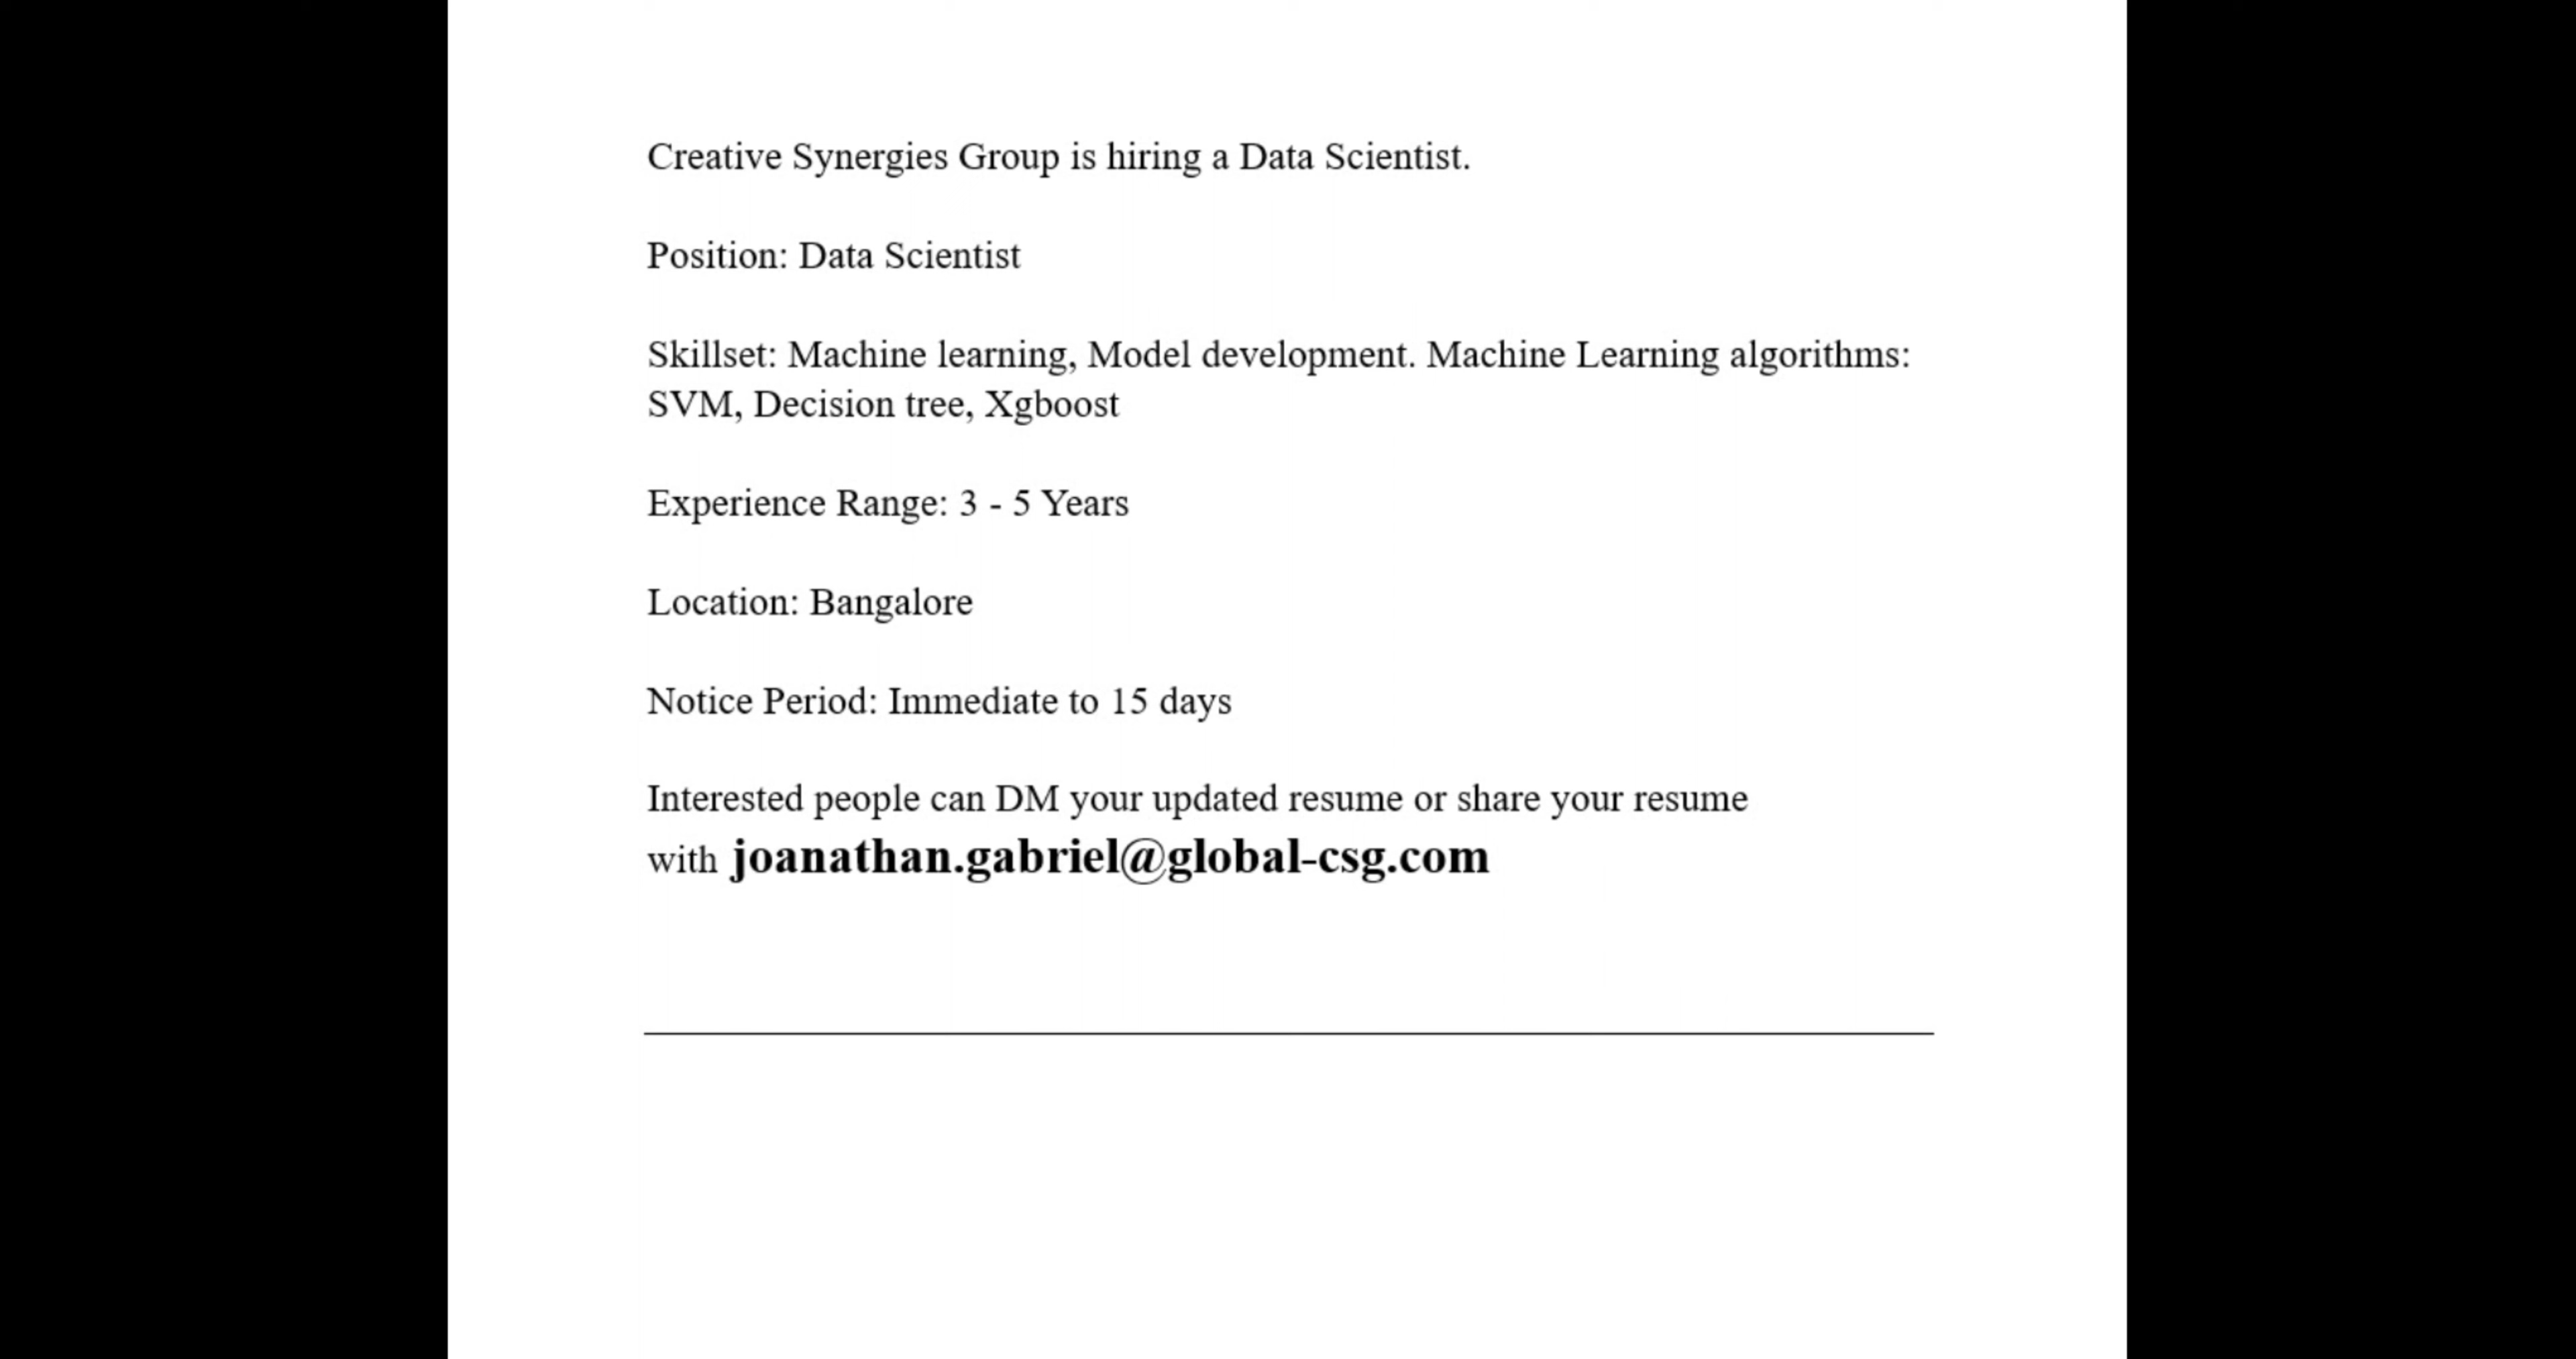 Creative Synergies Group is hiring a Data Scientist.
Position: Data Scientist
Skillset: Machine learning, Model development. Machine Learning algorithms:
SVM, Decision tree, Xgboost
Experience Range: 3 - 5 Years
Location: Bangalore
Notice Period: Immediate to 15 days
Interested people can DM your updated resume or share your resume
with joanathan.gabriel@global-csg.com